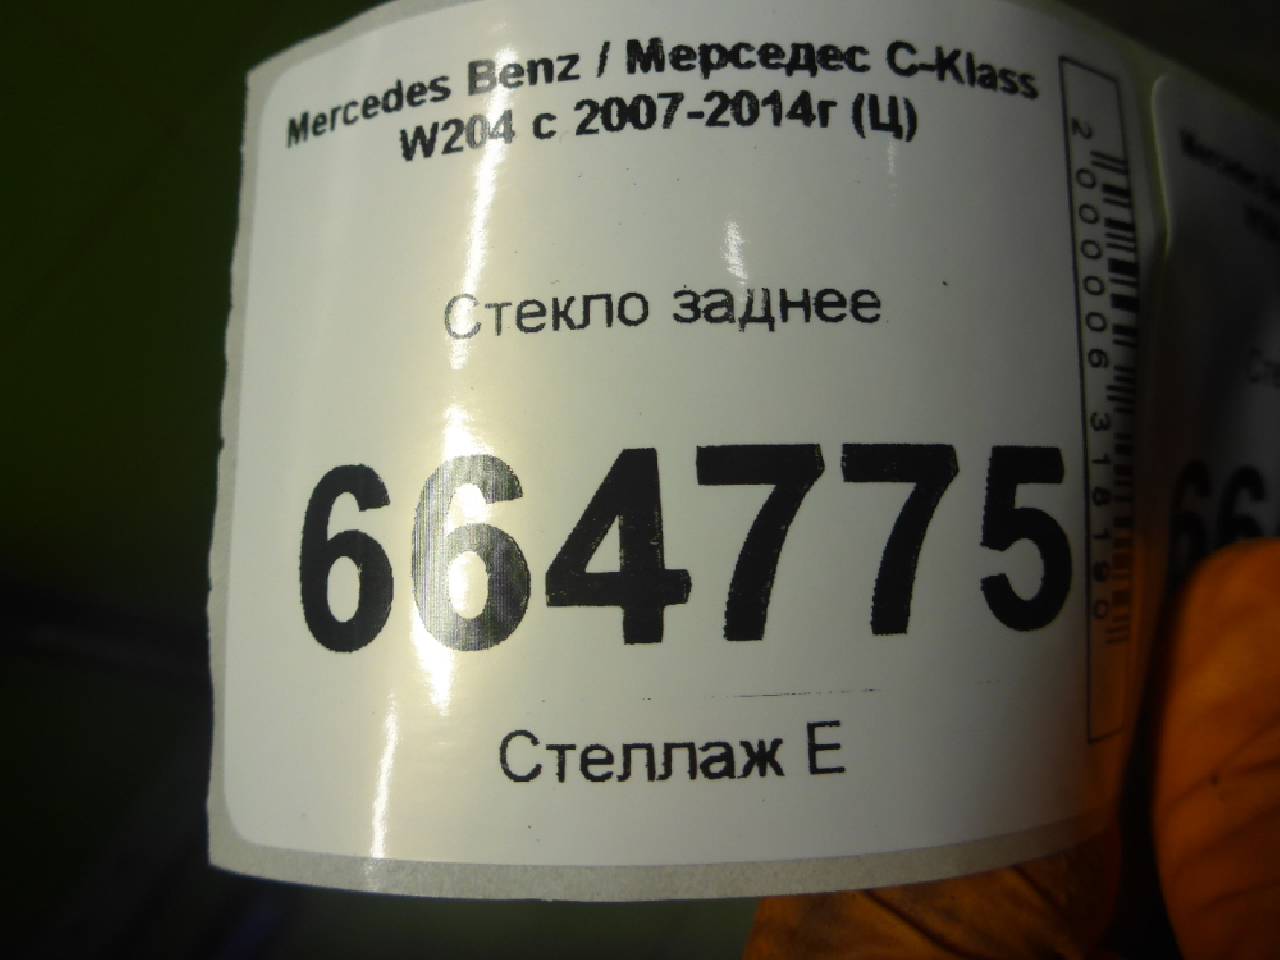 Mercedes Benz / Мерседес C-Klass
W204 с 2007-2014г (Ц)
Стекло заднее
664775
Стеллаж Е
2000006318190